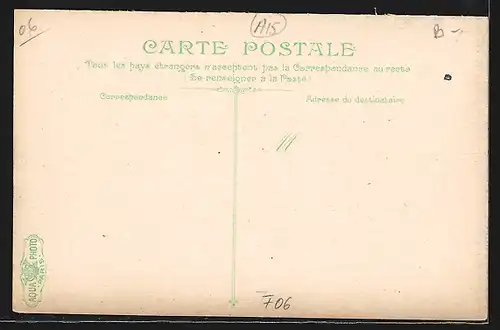 06
A15
B-
CARTE POSTALE
Tous les pays étrangers n'acceptent pas la Correspondance au recto
(Se renseigner à la Poste)
Correspondance
Adresse du destinataire
AQUA PHOTO
PARIS
706